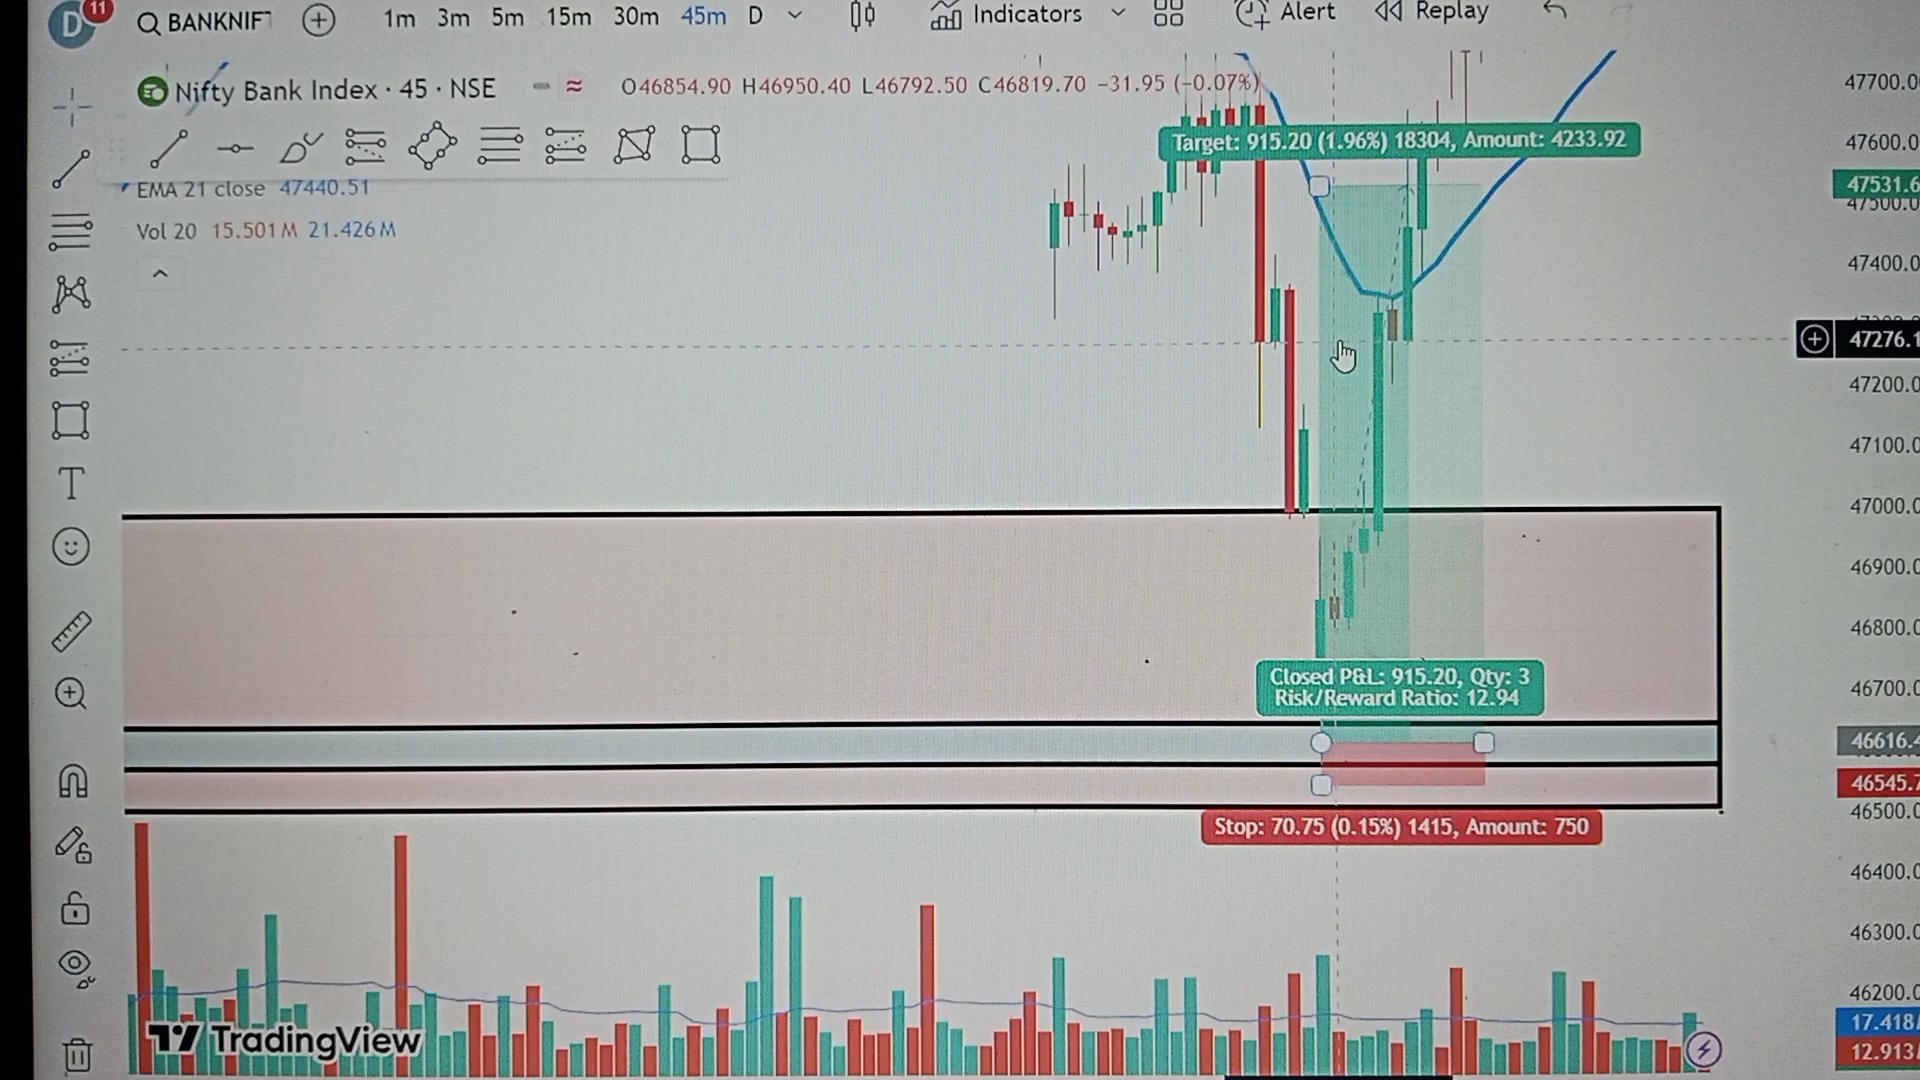 D 11 BANKNIF 1m 3m 5m 15m 30m 45m D Indicators Alert Replay
Nifty Bank Index · 45 · NSE O46854.90 H46950.40 L46792.50 C46819.70 −31.95 (−0.07%)
EMA 21 close 47440.51
Vol 20 15.501M 21.426M
Target: 915.20 (1.96%) 18304, Amount: 4233.92
Closed P&L: 915.20, Qty: 3
Risk/Reward Ratio: 12.94
Stop: 70.75 (0.15%) 1415, Amount: 750
47700.0
47600.0
47531.6
47500.0
47400.0
47276.1
47200.0
47100.0
47000.0
46900.0
46800.0
46700.0
46616.4
46545.7
46500.0
46400.0
46300.0
46200.0
17.418
12.913
T
TradingView